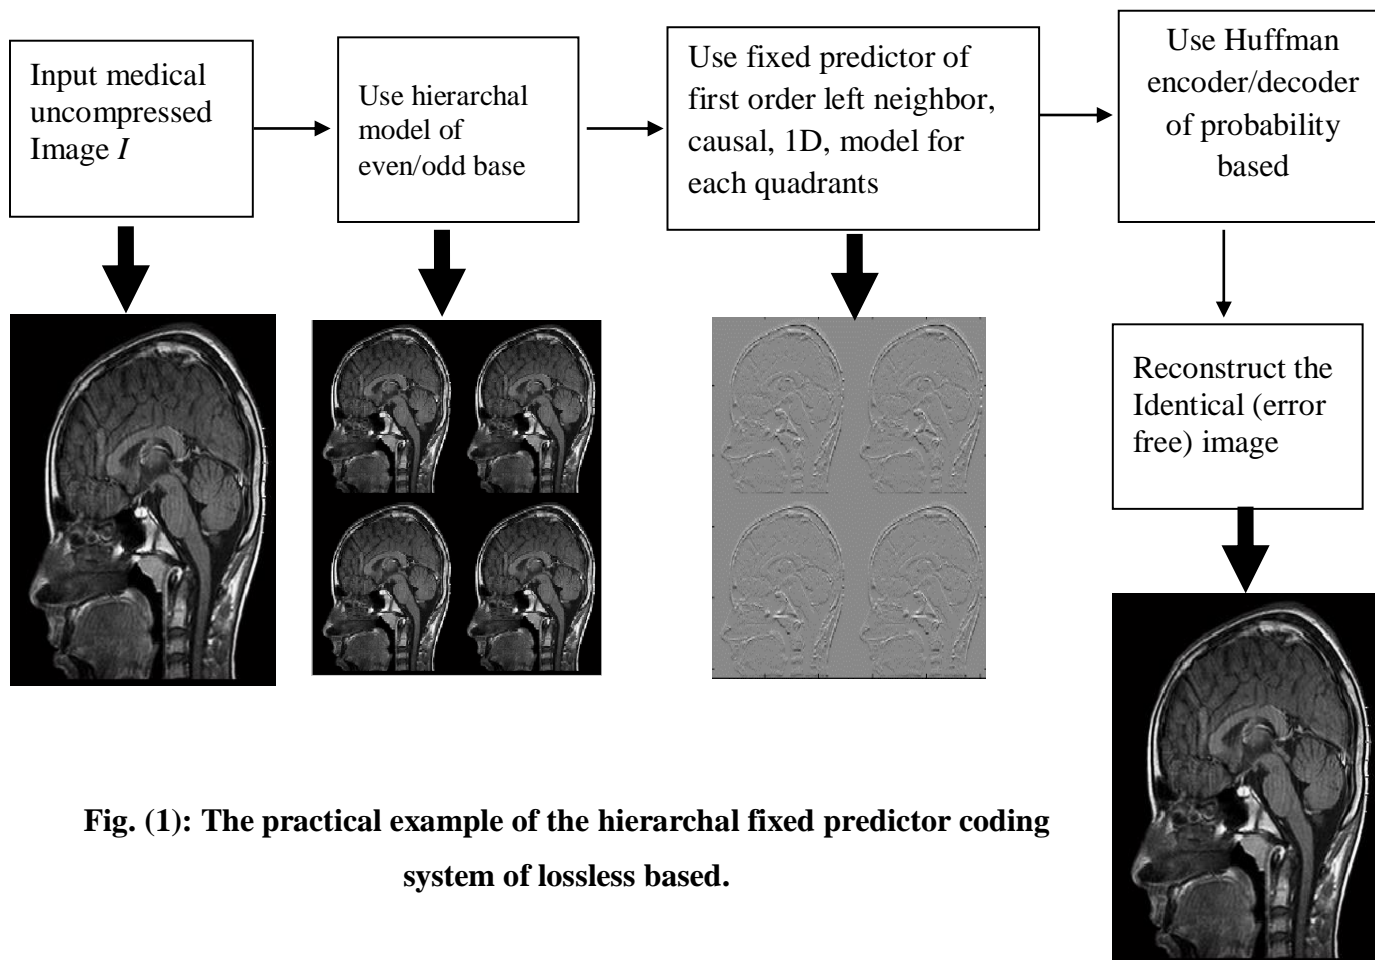 Input medical
uncompressed
Image I
Use hierarchal
model of
even/odd base
Use fixed predictor of
first order left neighbor,
causal, 1D, model for
each quadrants
Use Huffman
encoder/decoder
of probability
based
Reconstruct the
Identical (error
free) image
Fig. (1): The practical example of the hierarchal fixed predictor coding
system of lossless based.